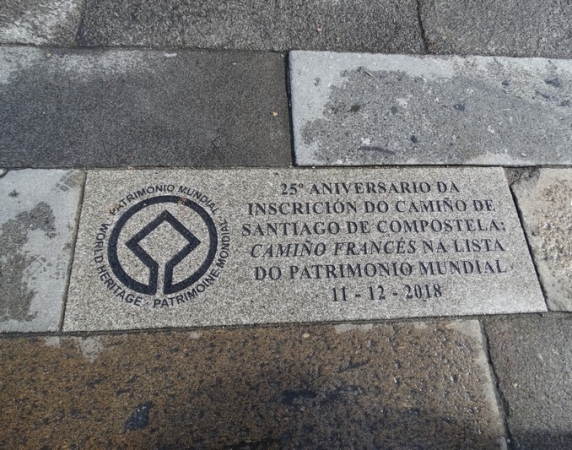 PATRIMONIO MUNDIAL · WORLD HERITAGE · PATRIMOINE MONDIAL ·
25º ANIVERSARIO DA
INSCRICIÓN DO CAMIÑO DE
SANTIAGO DE COMPOSTELA:
CAMIÑO FRANCÉS NA LISTA
DO PATRIMONIO MUNDIAL
11 - 12 - 2018